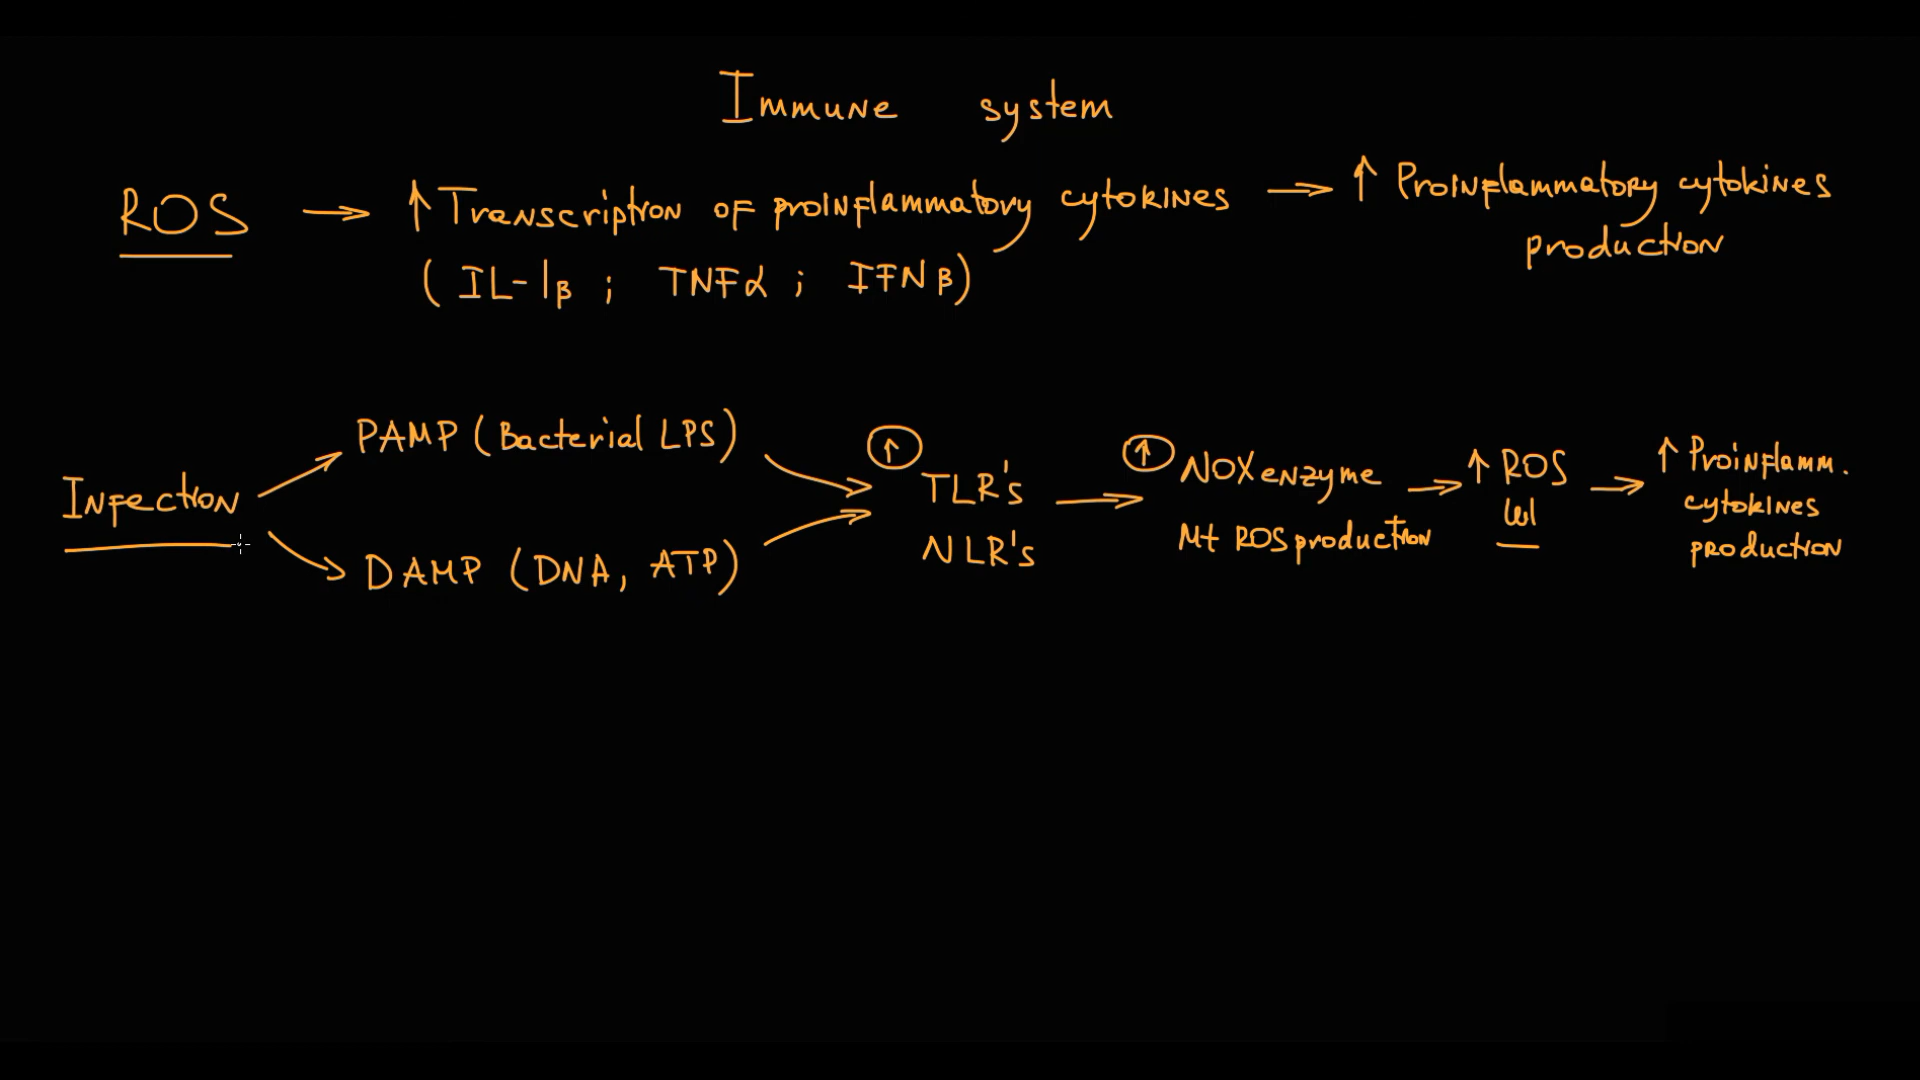 Immune system
ROS → ↑ Transcription of proinflammatory cytokines → ↑ Proinflammatory cytokines
production
(IL-1β ; TNFα ; IFNβ)
Infection
PAMP (Bacterial LPS)
DAMP (DNA, ATP)
↑ TLR's
NLR's
↑ NOX enzyme
Mt ROS production
↑ ROS
lvl
↑ Proinflamm.
cytokines
production